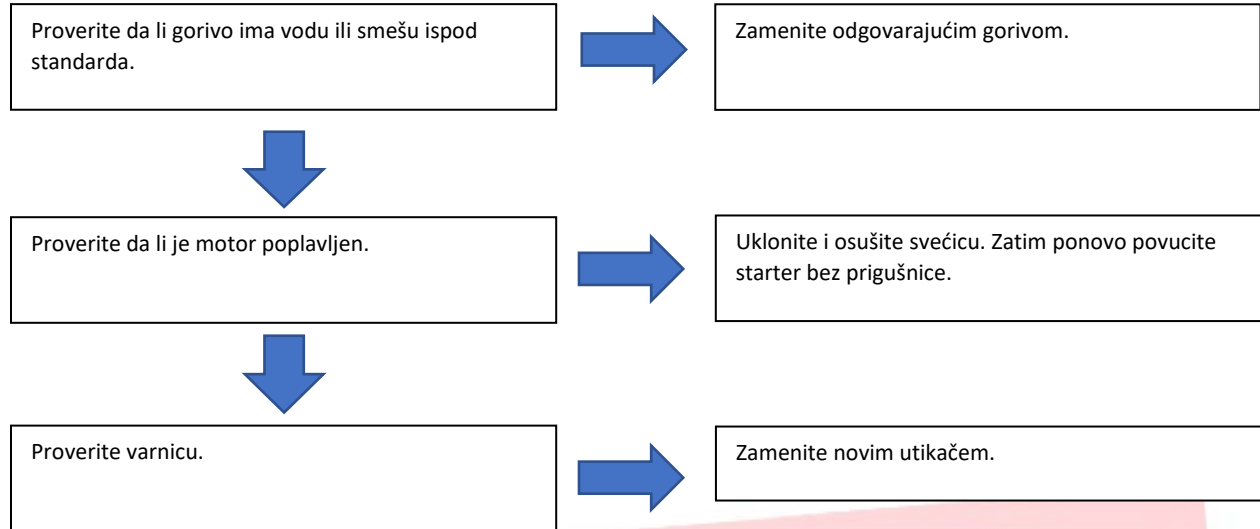 Proverite da li gorivo ima vodu ili smešu ispod
standarda.
Zamenite odgovarajućim gorivom.
Proverite da li je motor poplavljen.
Uklonite i osušite svećicu. Zatim ponovo povucite
starter bez prigušnice.
Proverite varnicu.
Zamenite novim utikačem.